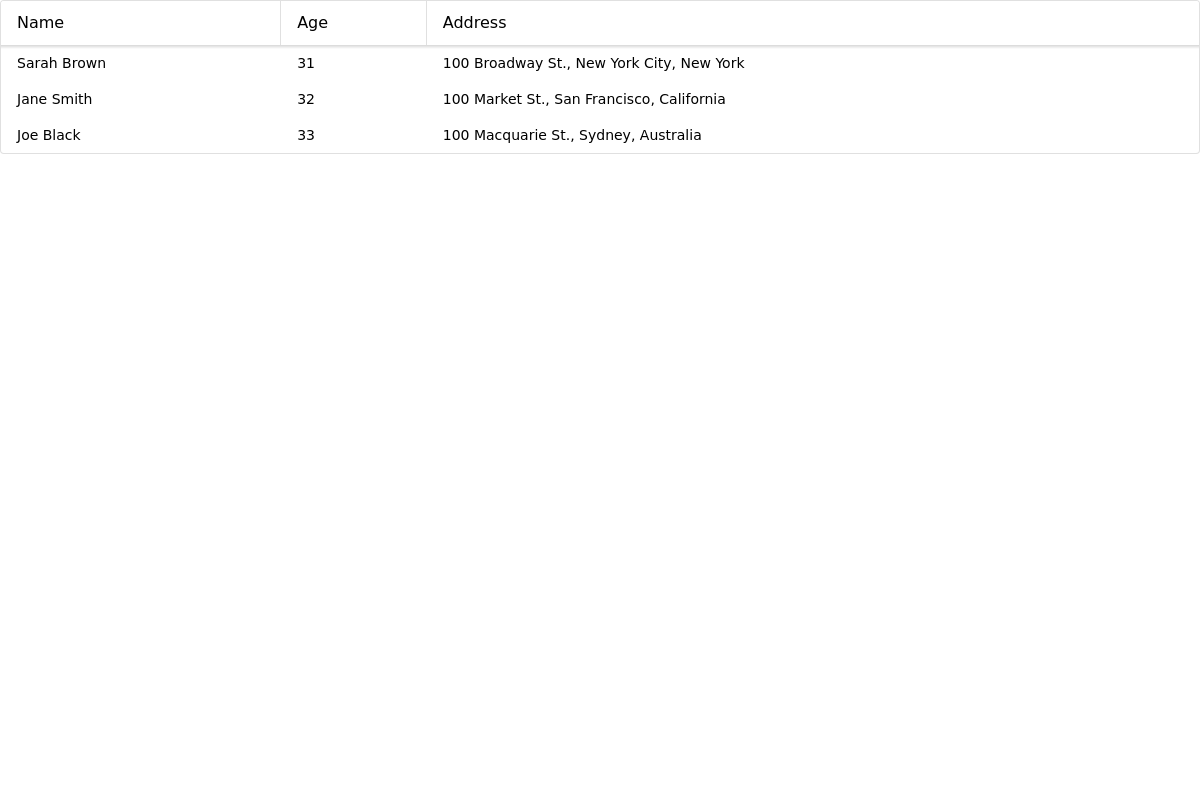 Name Age Address
Sarah Brown 31 100 Broadway St., New York City, New York
Jane Smith 32 100 Market St., San Francisco, California
Joe Black 33 100 Macquarie St., Sydney, Australia